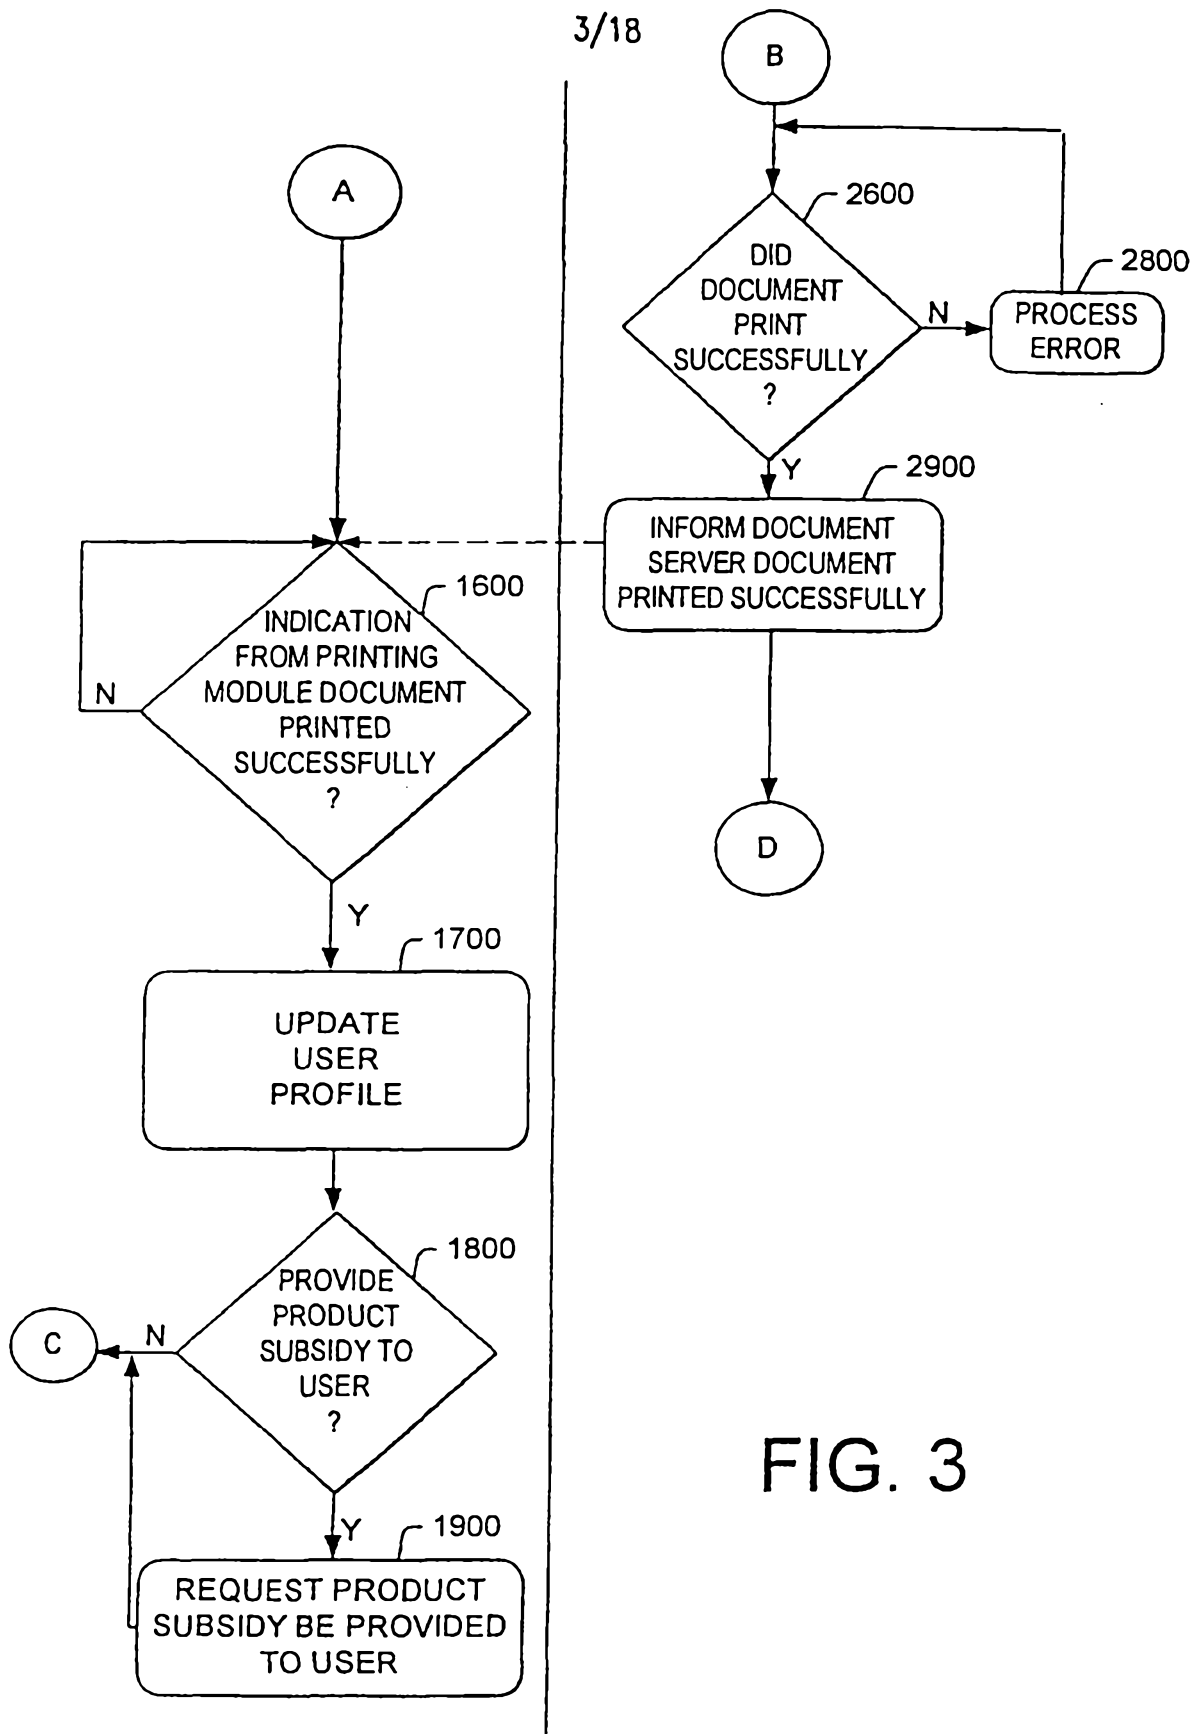 3/18
A
1600
INDICATION
FROM PRINTING
MODULE DOCUMENT
PRINTED
SUCCESSFULLY
?
N
Y
1700
UPDATE
USER
PROFILE
1800
PROVIDE
PRODUCT
SUBSIDY TO
USER
?
N
C
Y
1900
REQUEST PRODUCT
SUBSIDY BE PROVIDED
TO USER
B
2600
DID
DOCUMENT
PRINT
SUCCESSFULLY
?
N
2800
PROCESS
ERROR
Y
2900
INFORM DOCUMENT
SERVER DOCUMENT
PRINTED SUCCESSFULLY
D
FIG. 3